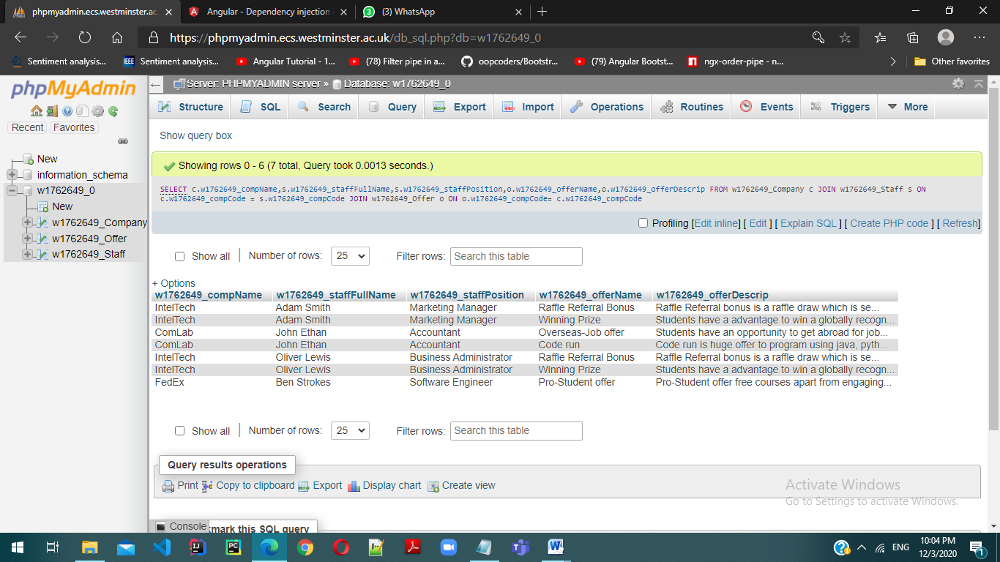 phpmyadmin.ecs.westminster.ac.
Angular - Dependency injection
(3) WhatsApp
https://phpmyadmin.ecs.westminster.ac.uk/db_sql.php?db=w1762649_0
Sentiment analysis... IEEE Sentiment analysis... Angular Tutorial - 1... (78) Filter pipe in a... oopcoders/Bootstr... (79) Angular Bootst... ngx-order-pipe - n... Other favorites
phpMyAdmin
Recent Favorites
New
information_schema
w1762649_0
New
w1762649_Company
w1762649_Offer
w1762649_Staff
Server: PHPMYADMIN server » Database: w1762649_0
Structure SQL Search Query Export Import Operations Routines Events Triggers More
Show query box
Showing rows 0 - 6 (7 total, Query took 0.0013 seconds.)
SELECT c.w1762649_compName,s.w1762649_staffFullName,s.w1762649_staffPosition,o.w1762649_offerName,o.w1762649_offerDescrip FROM w1762649_Company c JOIN w1762649_Staff s ON
c.w1762649_compCode = s.w1762649_compCode JOIN w1762649_Offer o ON o.w1762649_compCode= c.w1762649_compCode
Profiling [Edit inline] [ Edit ] [ Explain SQL ] [ Create PHP code ] [ Refresh]
Show all Number of rows: 25 Filter rows: Search this table
+ Options
w1762649_compName w1762649_staffFullName w1762649_staffPosition w1762649_offerName w1762649_offerDescrip
IntelTech Adam Smith Marketing Manager Raffle Referral Bonus Raffle Referral bonus is a raffle draw which is se...
IntelTech Adam Smith Marketing Manager Winning Prize Students have a advantage to win a globally recogn...
ComLab John Ethan Accountant Overseas-Job offer Students have an opportunity to get abroad for job...
ComLab John Ethan Accountant Code run Code run is huge offer to program using java, pyth...
IntelTech Oliver Lewis Business Administrator Raffle Referral Bonus Raffle Referral bonus is a raffle draw which is se...
IntelTech Oliver Lewis Business Administrator Winning Prize Students have a advantage to win a globally recogn...
FedEx Ben Strokes Software Engineer Pro-Student offer Pro-Student offer free courses apart from engaging...
Show all Number of rows: 25 Filter rows: Search this table
Query results operations
Print Copy to clipboard Export Display chart Create view
Activate Windows
Go to Settings to activate Windows.
Console
kmark this SQL query
ENG
10:04 PM
12/3/2020
1